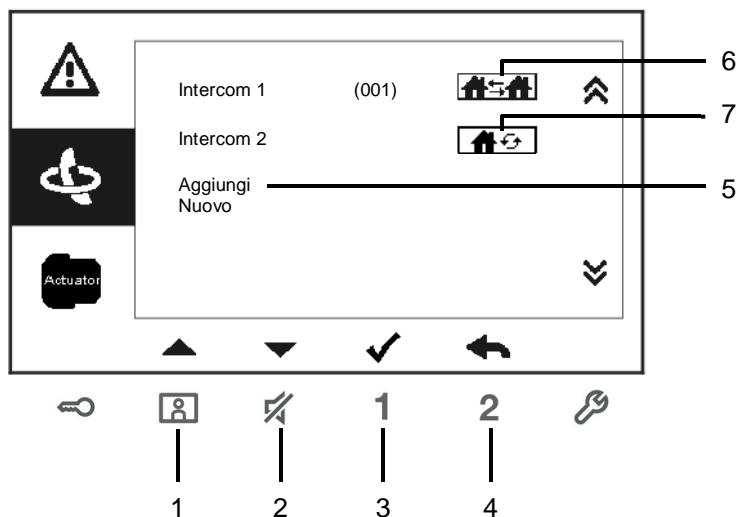 6
Intercom 1 (001)
7
Intercom 2
Aggiungi
Nuovo
5
Actuator
1 2
1 2 3 4